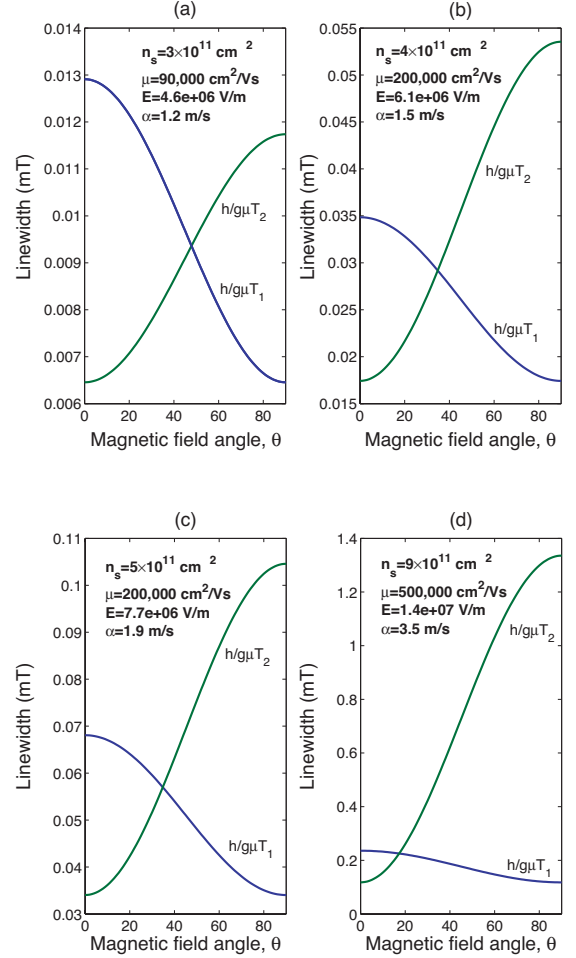 (a)
n_s=3×10^11 cm^2
μ=90,000 cm^2/Vs
E=4.6e+06 V/m
α=1.2 m/s
h/gμT_2
h/gμT_1
Linewidth (mT)
0.014
0.013
0.012
0.011
0.01
0.009
0.008
0.007
0.006
0 20 40 60 80
Magnetic field angle, θ
(b)
n_s=4×10^11 cm^2
μ=200,000 cm^2/Vs
E=6.1e+06 V/m
α=1.5 m/s
h/gμT_2
h/gμT_1
Linewidth (mT)
0.055
0.05
0.045
0.04
0.035
0.03
0.025
0.02
0.015
0 20 40 60 80
Magnetic field angle, θ
(c)
n_s=5×10^11 cm^2
μ=200,000 cm^2/Vs
E=7.7e+06 V/m
α=1.9 m/s
h/gμT_2
h/gμT_1
Linewidth (mT)
0.11
0.1
0.09
0.08
0.07
0.06
0.05
0.04
0.03
0 20 40 60 80
Magnetic field angle, θ
(d)
n_s=9×10^11 cm^2
μ=500,000 cm^2/Vs
E=1.4e+07 V/m
α=3.5 m/s
h/gμT_2
h/gμT_1
Linewidth (mT)
1.4
1.2
1
0.8
0.6
0.4
0.2
0
0 20 40 60 80
Magnetic field angle, θ